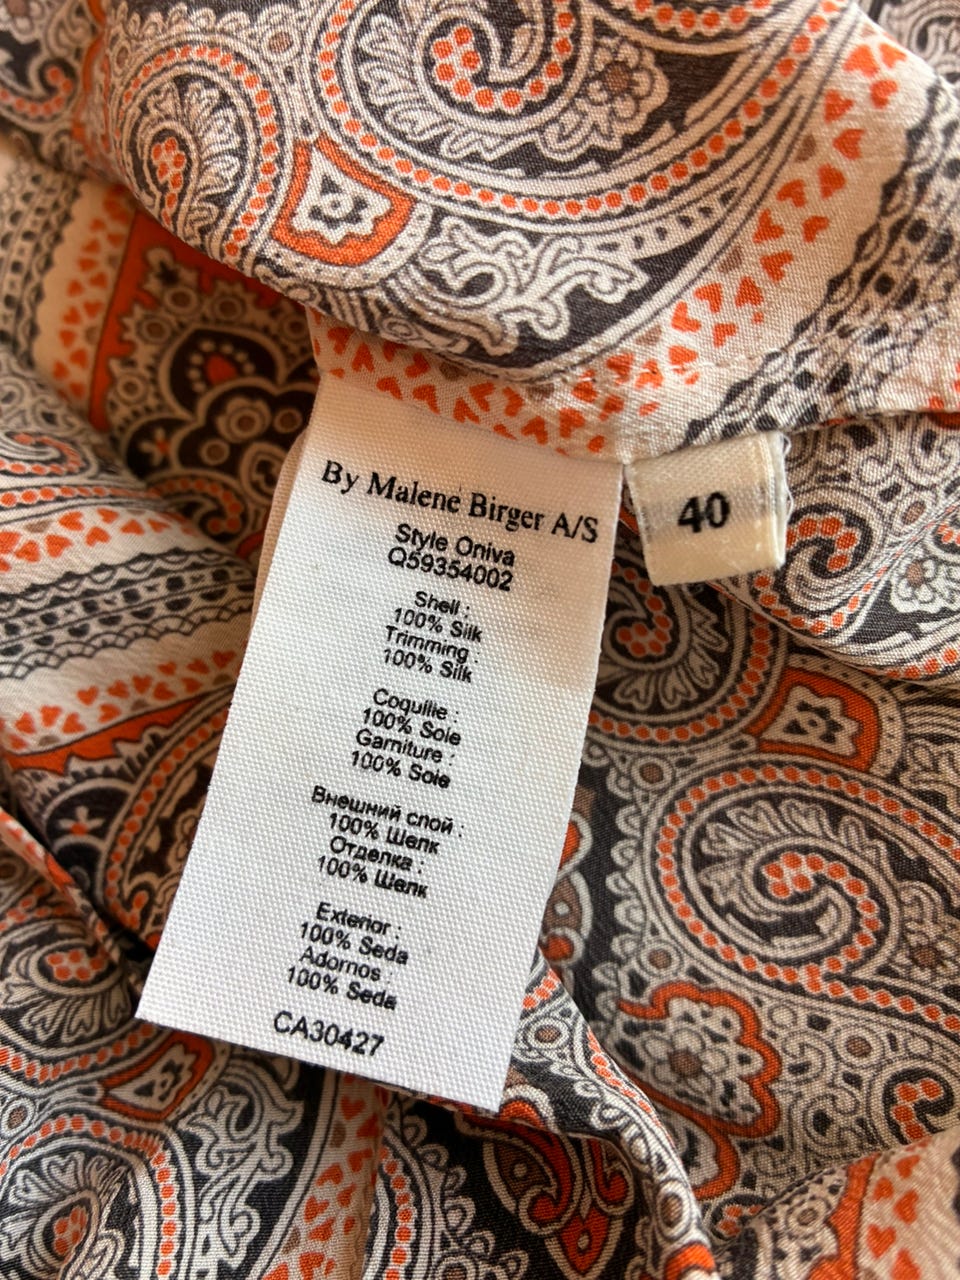 By Malene Birger A/S
40
Style Oniva
Q59354002
Shell :
100% Silk
Trimming :
100% Silk
Coquille :
100% Soie
Garniture :
100% Soie
Внешний слой :
100% Шелк
Отделка :
100% Шелк
Exterior :
100% Seda
Adornos :
100% Seda
CA30427